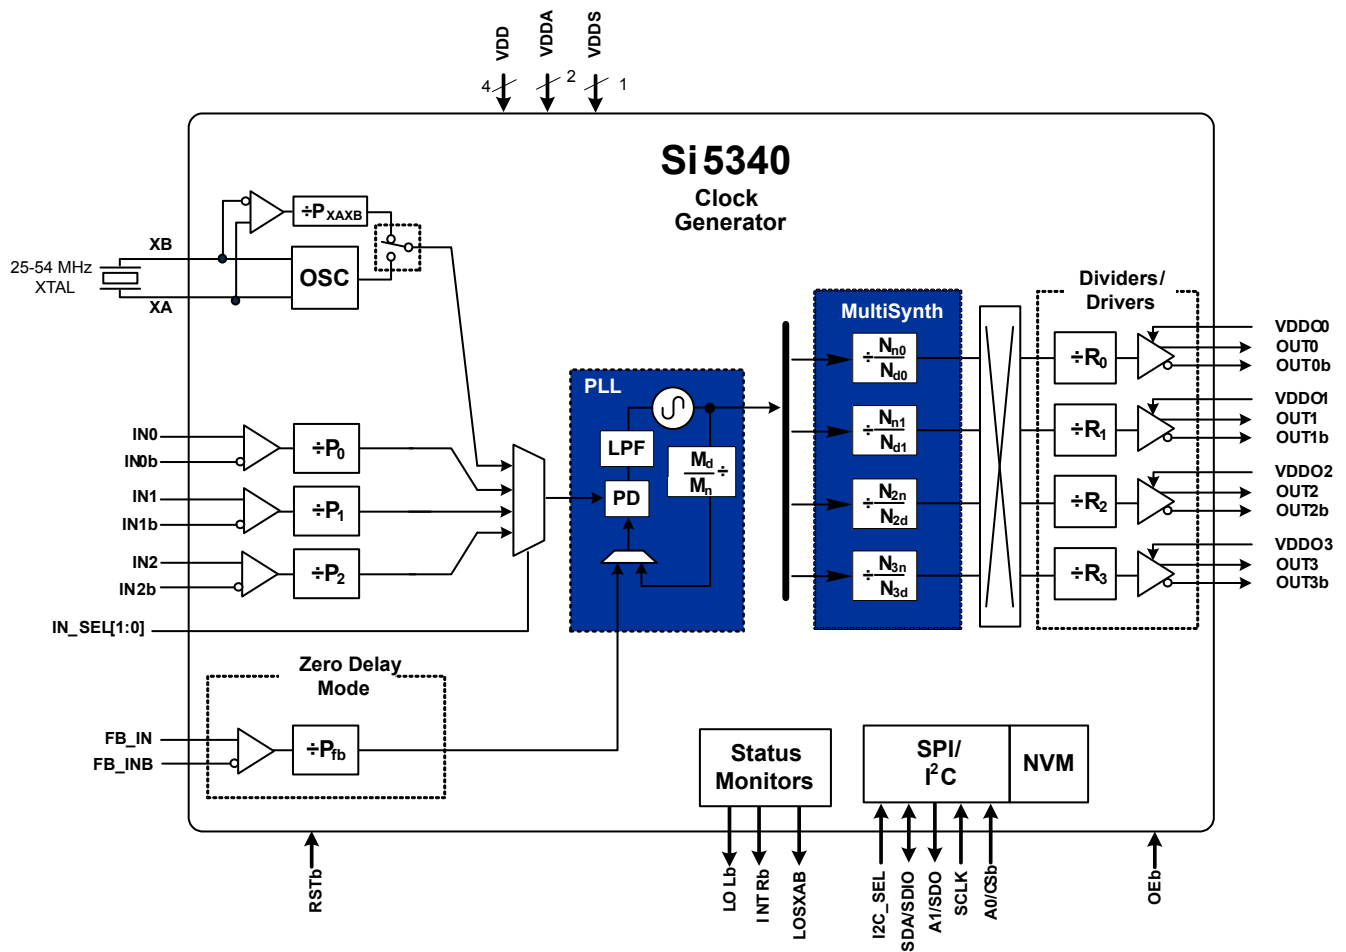 VDD
VDDA
VDDS
4
2
1
Si5340
Clock
Generator
÷PXAXB
XB
25-54 MHz
XTAL
OSC
XA
Dividers/
Drivers
MultiSynth
÷ Nn0
Nd0
÷R0
VDDO0
OUT0
OUT0b
PLL
÷ Nn1
Nd1
÷R1
VDDO1
OUT1
OUT1b
LPF
Md
Mn ÷
PD
÷ N2n
N2d
÷R2
VDDO2
OUT2
OUT2b
÷ N3n
N3d
÷R3
VDDO3
OUT3
OUT3b
IN0
IN0b
÷P0
IN1
IN1b
÷P1
IN2
IN2b
÷P2
IN_SEL[1:0]
Zero Delay
Mode
FB_IN
FB_INB
÷Pfb
Status
Monitors
SPI/
I2C
NVM
RSTb
LOLb
INTRb
LOSXAB
I2C_SEL
SDA/SDIO
A1/SDO
SCLK
A0/CSb
OEb